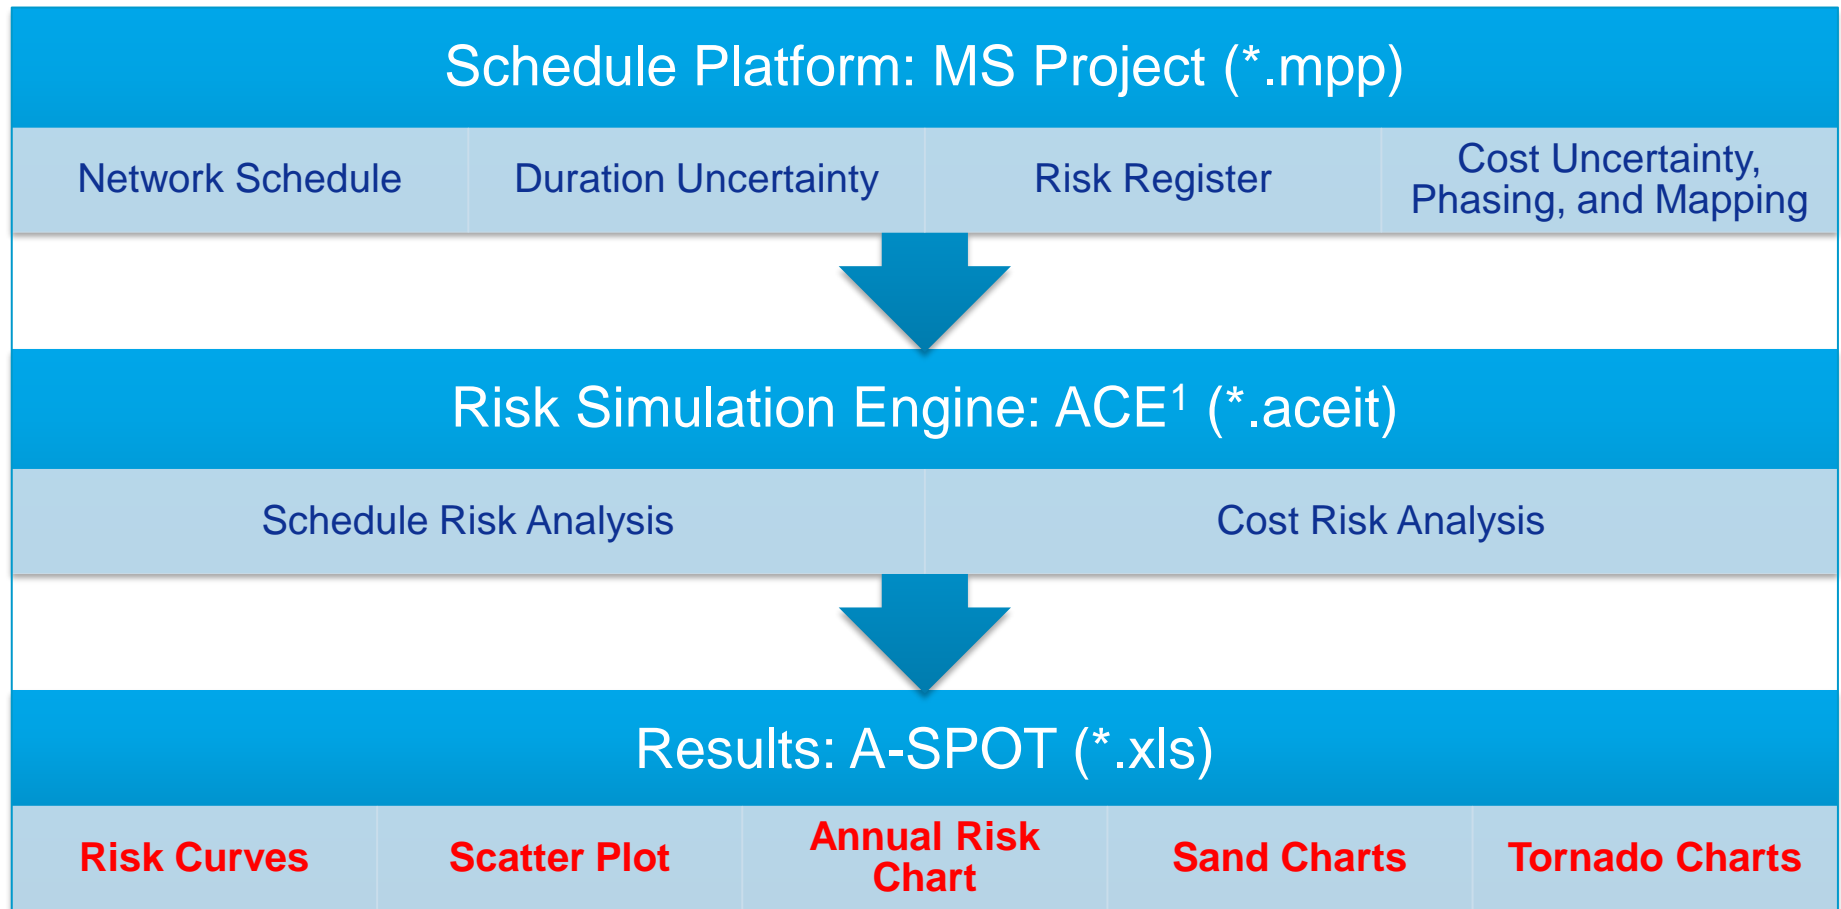 Schedule Platform: MS Project (*.mpp)
Network Schedule
Duration Uncertainty
Risk Register
Cost Uncertainty,
Phasing, and Mapping
Risk Simulation Engine: ACE¹ (*.aceit)
Schedule Risk Analysis
Cost Risk Analysis
Results: A-SPOT (*.xls)
Risk Curves
Scatter Plot
Annual Risk
Chart
Sand Charts
Tornado Charts